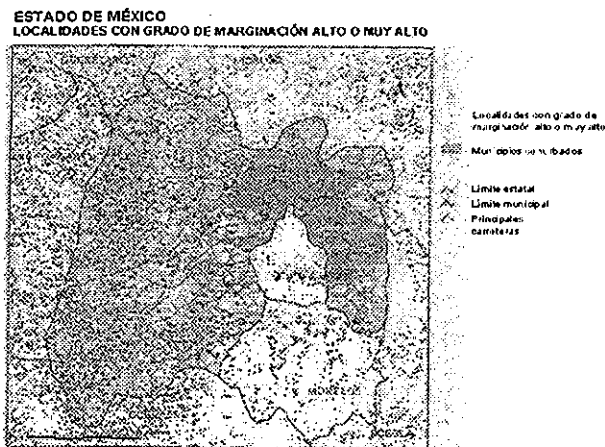 ESTADO DE MÉXICO
LOCALIDADES CON GRADO DE MARGINACIÓN ALTO O MUY ALTO
Localidades con grado de
marginación alto o muy alto
Municipios conurbados
Límite estatal
Límite municipal
Principales
carreteras
MORELOS